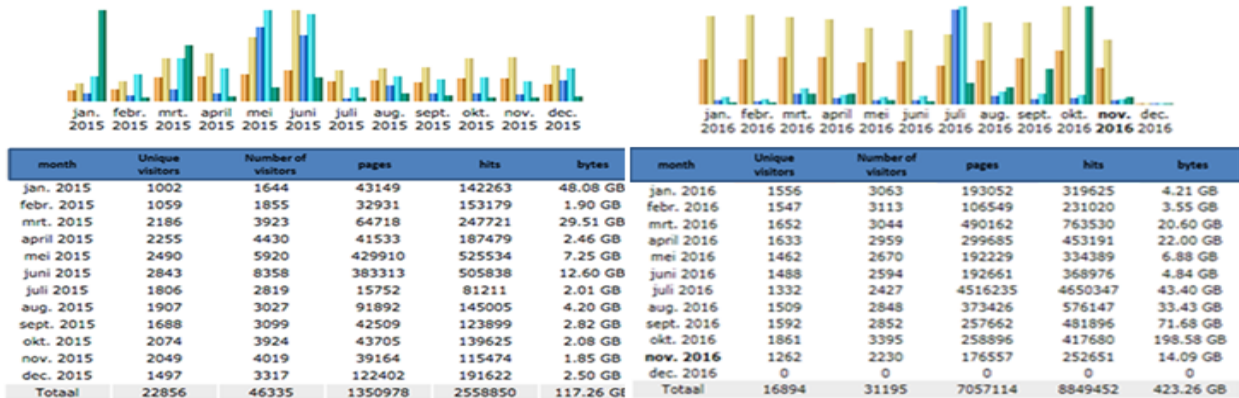 jan. febr. mrt. april mei juni juli aug. sept. okt. nov. dec.
2015 2015 2015 2015 2015 2015 2015 2015 2015 2015 2015 2015
month Unique visitors Number of visitors pages hits bytes
jan. 2015 1002 1644 43149 142263 48.08 GB
febr. 2015 1059 1855 32931 153179 1.90 GB
mrt. 2015 2186 3923 64718 247721 29.51 GB
april 2015 2255 4430 41533 187479 2.46 GB
mei 2015 2490 5920 429910 525534 7.25 GB
juni 2015 2843 8358 383313 505838 12.60 GB
juli 2015 1806 2819 15752 81211 2.01 GB
aug. 2015 1907 3027 91892 145005 4.20 GB
sept. 2015 1688 3099 42509 123899 2.82 GB
okt. 2015 2074 3924 43705 139625 2.08 GB
nov. 2015 2049 4019 39164 115474 1.85 GB
dec. 2015 1497 3317 122402 191622 2.50 GB
Totaal 22856 46335 1350978 2558850 117.26 GB
jan. febr. mrt. april mei juni juli aug. sept. okt. nov. dec.
2016 2016 2016 2016 2016 2016 2016 2016 2016 2016 2016 2016
month Unique visitors Number of visitors pages hits bytes
jan. 2016 1556 3063 193052 319625 4.21 GB
febr. 2016 1547 3113 106549 231020 3.55 GB
mrt. 2016 1652 3044 490162 763530 20.60 GB
april 2016 1633 2959 299685 453191 22.00 GB
mei 2016 1462 2670 192229 334389 6.88 GB
juni 2016 1488 2594 192661 368976 4.84 GB
juli 2016 1332 2427 4516235 4650347 43.40 GB
aug. 2016 1509 2848 373426 576147 33.43 GB
sept. 2016 1592 2852 257662 481896 71.68 GB
okt. 2016 1861 3395 258896 417680 198.58 GB
nov. 2016 1262 2230 176557 252651 14.09 GB
dec. 2016 0 0 0 0 0
Totaal 16894 31195 7057114 8849452 423.26 GB